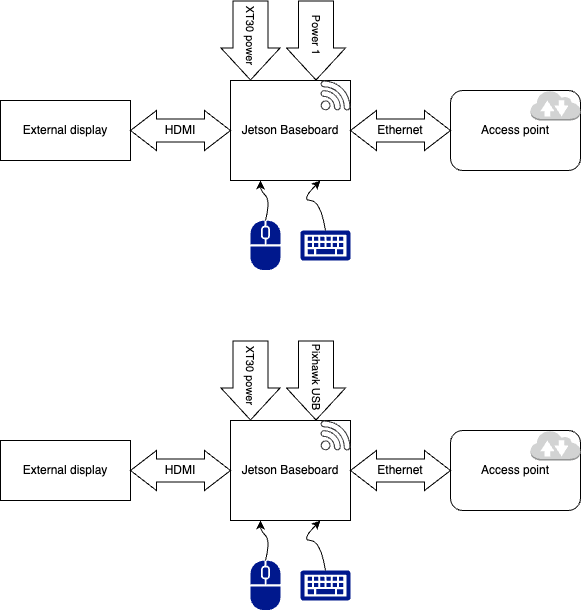 XT30 power
Power 1
External display
HDMI
Jetson Baseboard
Ethernet
Access point
XT30 power
Pixhawk USB
External display
HDMI
Jetson Baseboard
Ethernet
Access point